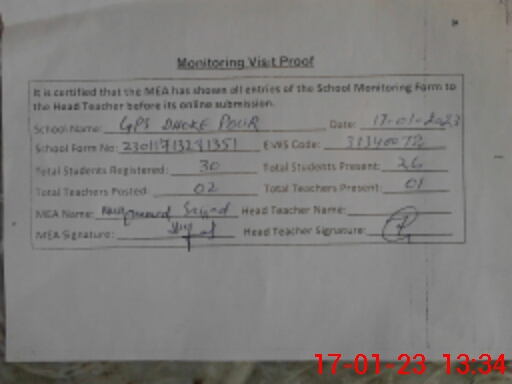 Monitoring Visit Proof
It is certified that the MEA has shown all entries of the School Monitoring Form to
the Head Teacher before its online submission.
School Name: GPS DHOKE Date: 17-01-2023
School Form No: EMIS Code:
Total Students Registered: 30 Total Students Present: 26
Total Teachers Posted: 02 Total Teachers Present: 01
MEA Name: Sajjad Head Teacher Name:
MEA Signature: Head Teacher Signature:
17-01-23 13:34